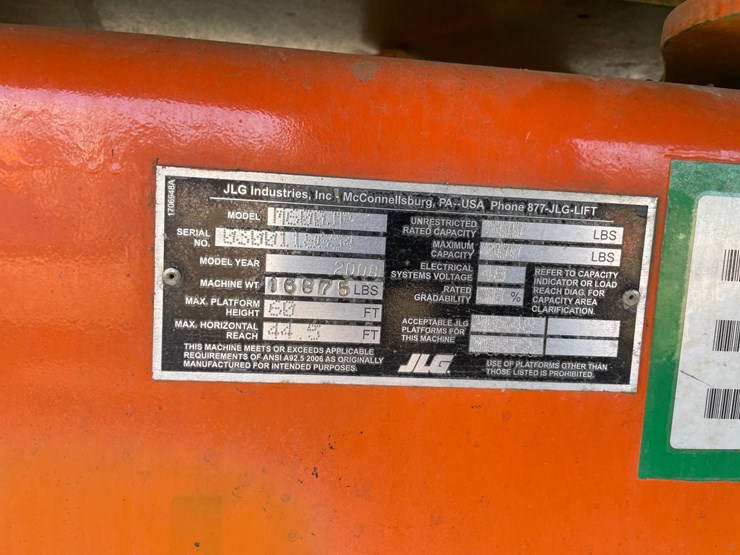 JLG Industries, Inc - McConnellsburg, PA--USA Phone 877-JLG-LIFT
1706948A
MODEL
SERIAL NO.
MODEL YEAR 2008
MACHINE WT. 16675 LBS
MAX. PLATFORM HEIGHT 60 FT
MAX. HORIZONTAL REACH 44.5 FT
THIS MACHINE MEETS OR EXCEEDS APPLICABLE
REQUIREMENTS OF ANSI A92.5 2006 AS ORIGINALLY
MANUFACTURED FOR INTENDED PURPOSES.
UNRESTRICTED RATED CAPACITY LBS
MAXIMUM CAPACITY LBS
ELECTRICAL SYSTEMS VOLTAGE 48
RATED GRADABILITY %
REFER TO CAPACITY
INDICATOR OR LOAD
REACH DIAG. FOR
CAPACITY AREA
CLARIFICATION.
ACCEPTABLE JLG
PLATFORMS FOR
THIS MACHINE
JLG
USE OF PLATFORMS OTHER THAN
THOSE LISTED IS PROHIBITED.